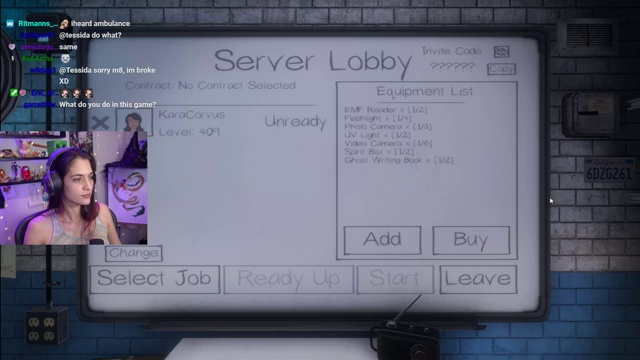 Ritmanns_... iheard ambulance
@tessida do what?
same
@Tessida sorry m8, im broke
XD
What do you do in this game?
Server Lobby
Invite Code
??????
Copy
Contract: No Contract Selected
KaraCorvus
Level: 409
Unready
Equipment List
EMF Reader x [1/2]
Flashlight x [1/4]
Photo Camera x [1/3]
UV Light x [1/2]
Video Camera x [1/6]
Spirit Box x [1/2]
Ghost Writing Book x [1/2]
Add
Buy
Change
Select Job
Ready Up
Start
Leave
6DZG261